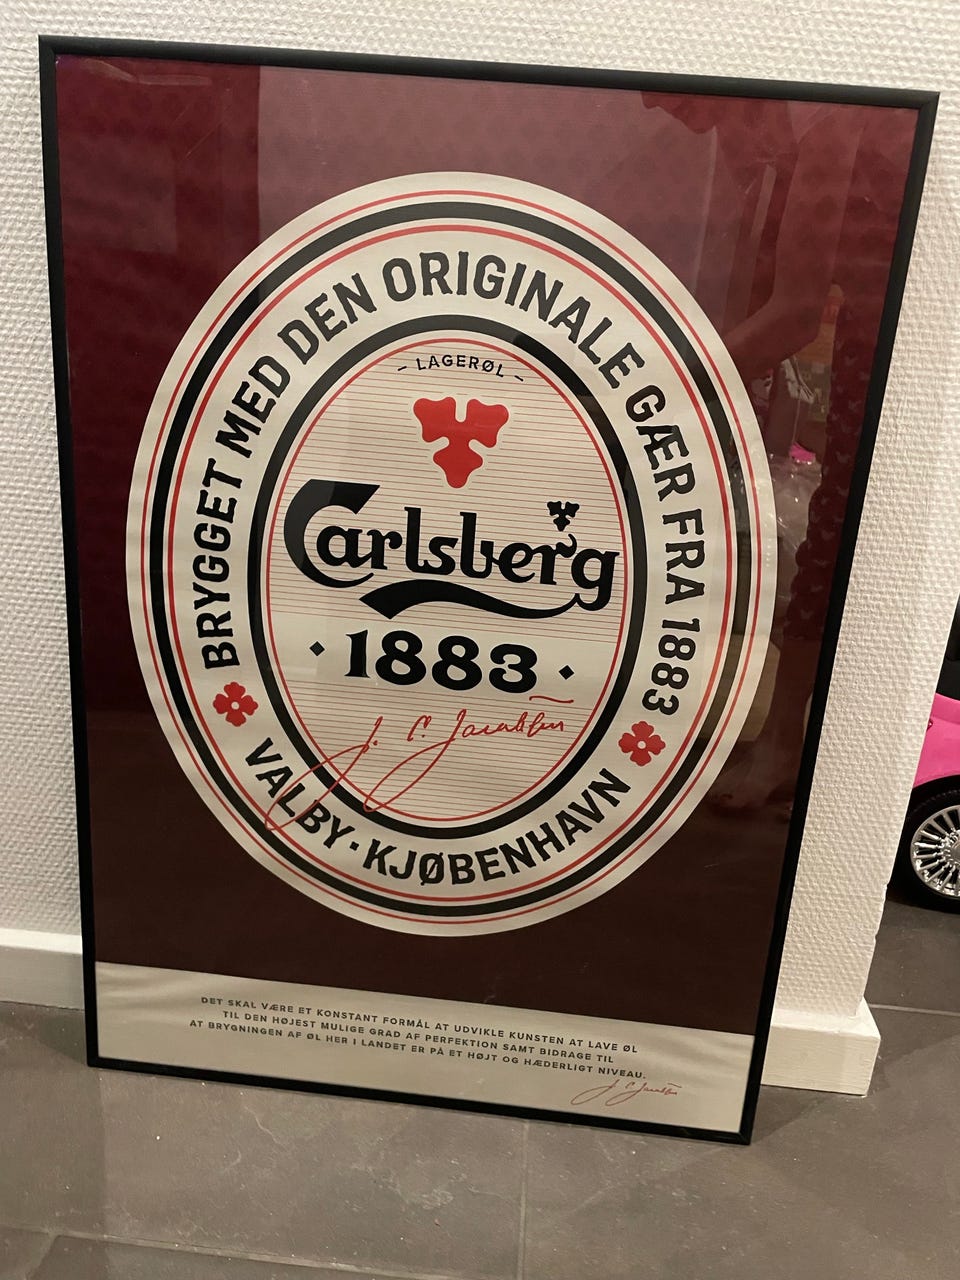 BRYGGET MED DEN ORIGINALE GÆR FRA 1883
– LAGERØL –
Carlsberg
· 1883 ·
J. C. Jacobsen
VALBY · KJØBENHAVN
DET SKAL VÆRE ET KONSTANT FORMÅL AT UDVIKLE KUNSTEN AT LAVE ØL
TIL DEN HØJEST MULIGE GRAD AF PERFEKTION SAMT BIDRAGE TIL
AT BRYGNINGEN AF ØL HER I LANDET ER PÅ ET HØJT OG HÆDERLIGT NIVEAU.
J. C. Jacobsen